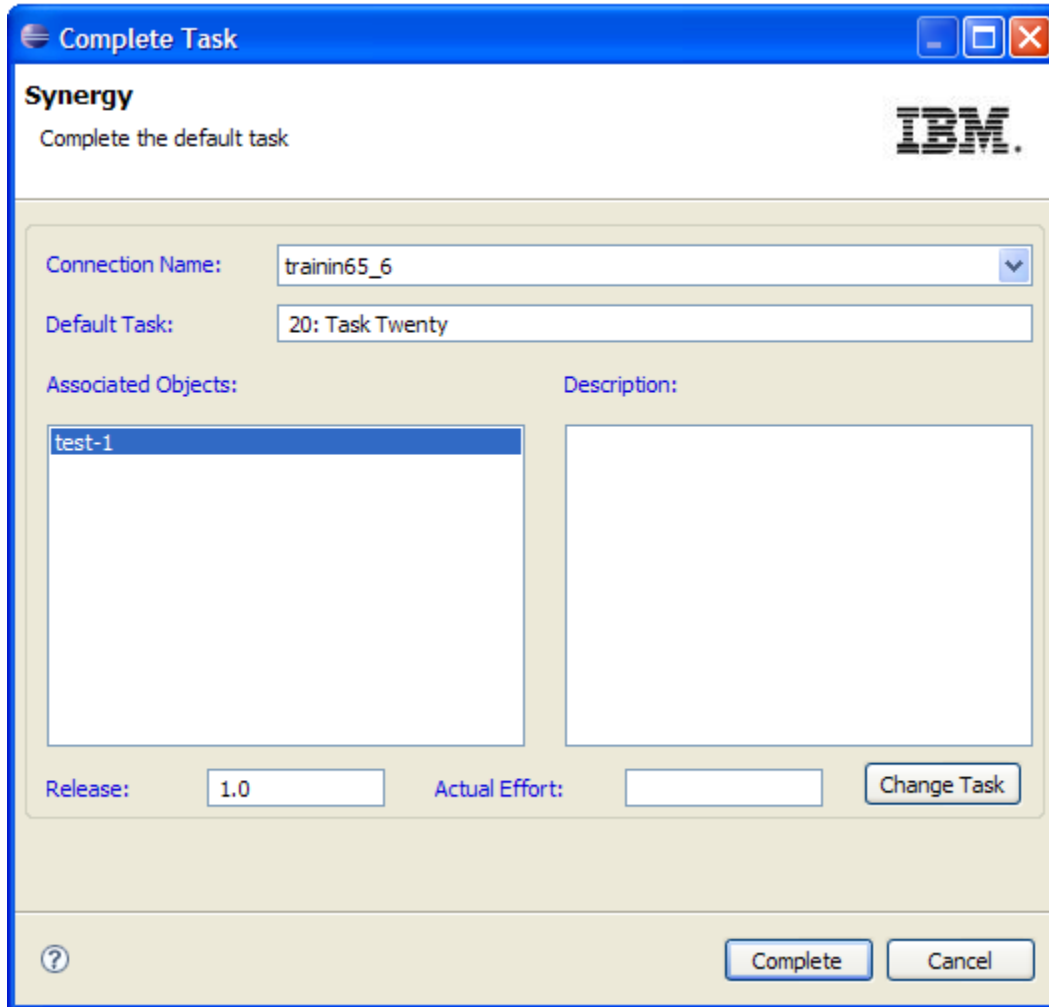 Complete Task
Synergy
Complete the default task
IBM.
Connection Name: trainin65_6
Default Task: 20: Task Twenty
Associated Objects: Description:
test-1
Release: 1.0 Actual Effort: Change Task
? Complete Cancel